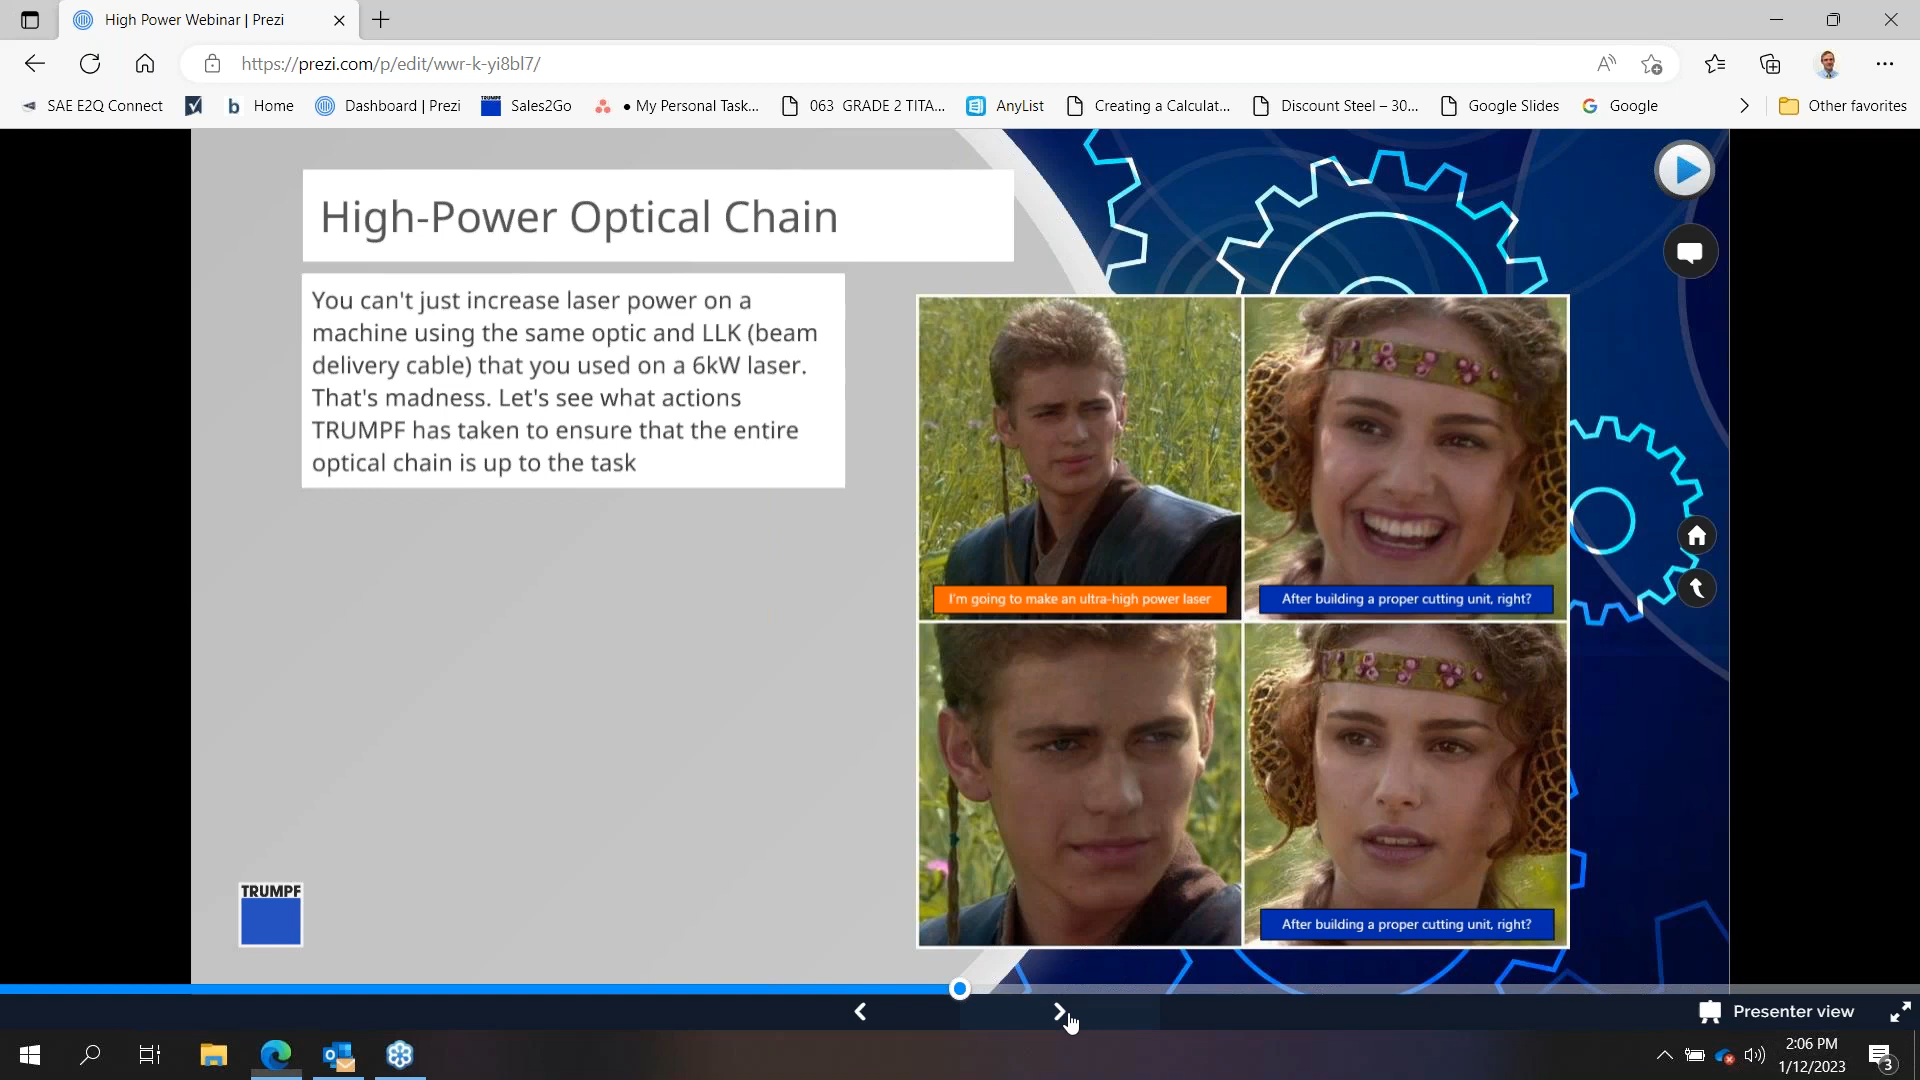 High Power Webinar | Prezi
https://prezi.com/p/edit/wwr-k-yi8bl7/
SAE E2Q Connect
Home
Dashboard | Prezi
Sales2Go
• My Personal Task...
063 GRADE 2 TITA...
AnyList
Creating a Calculat...
Discount Steel – 30...
Google Slides
Google
Other favorites
High-Power Optical Chain
You can't just increase laser power on a
machine using the same optic and LLK (beam
delivery cable) that you used on a 6kW laser.
That's madness. Let's see what actions
TRUMPF has taken to ensure that the entire
optical chain is up to the task
I'm going to make an ultra-high power laser
After building a proper cutting unit, right?
After building a proper cutting unit, right?
TRUMPF
Presenter view
2:06 PM
1/12/2023
3